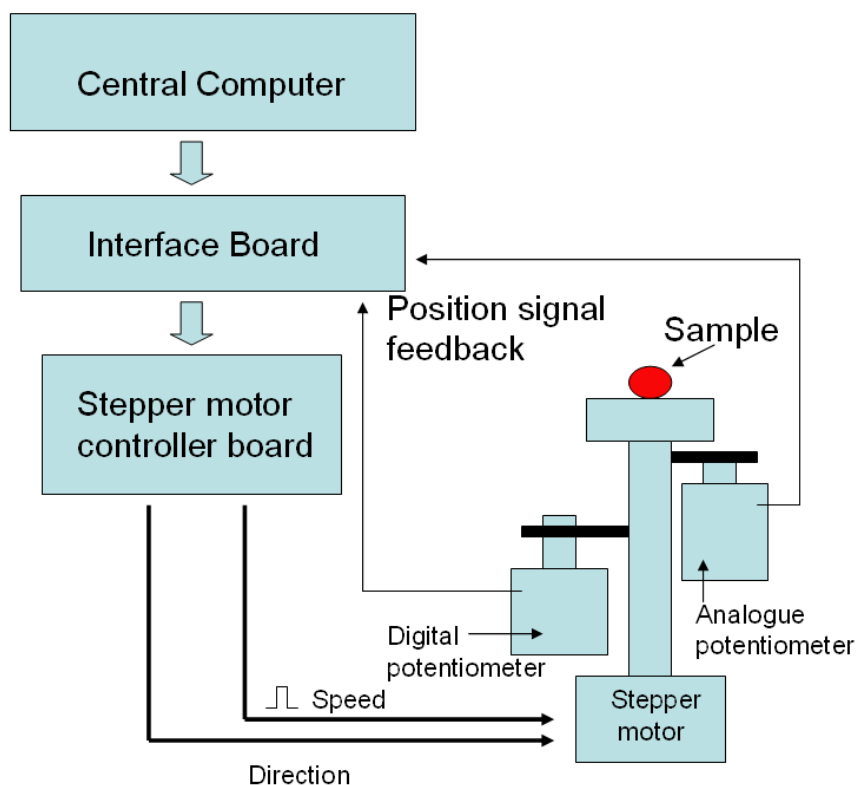 Central Computer
Interface Board
Position signal
feedback
Sample
Stepper motor
controller board
Digital
potentiometer
Analogue
potentiometer
Speed
Stepper
motor
Direction